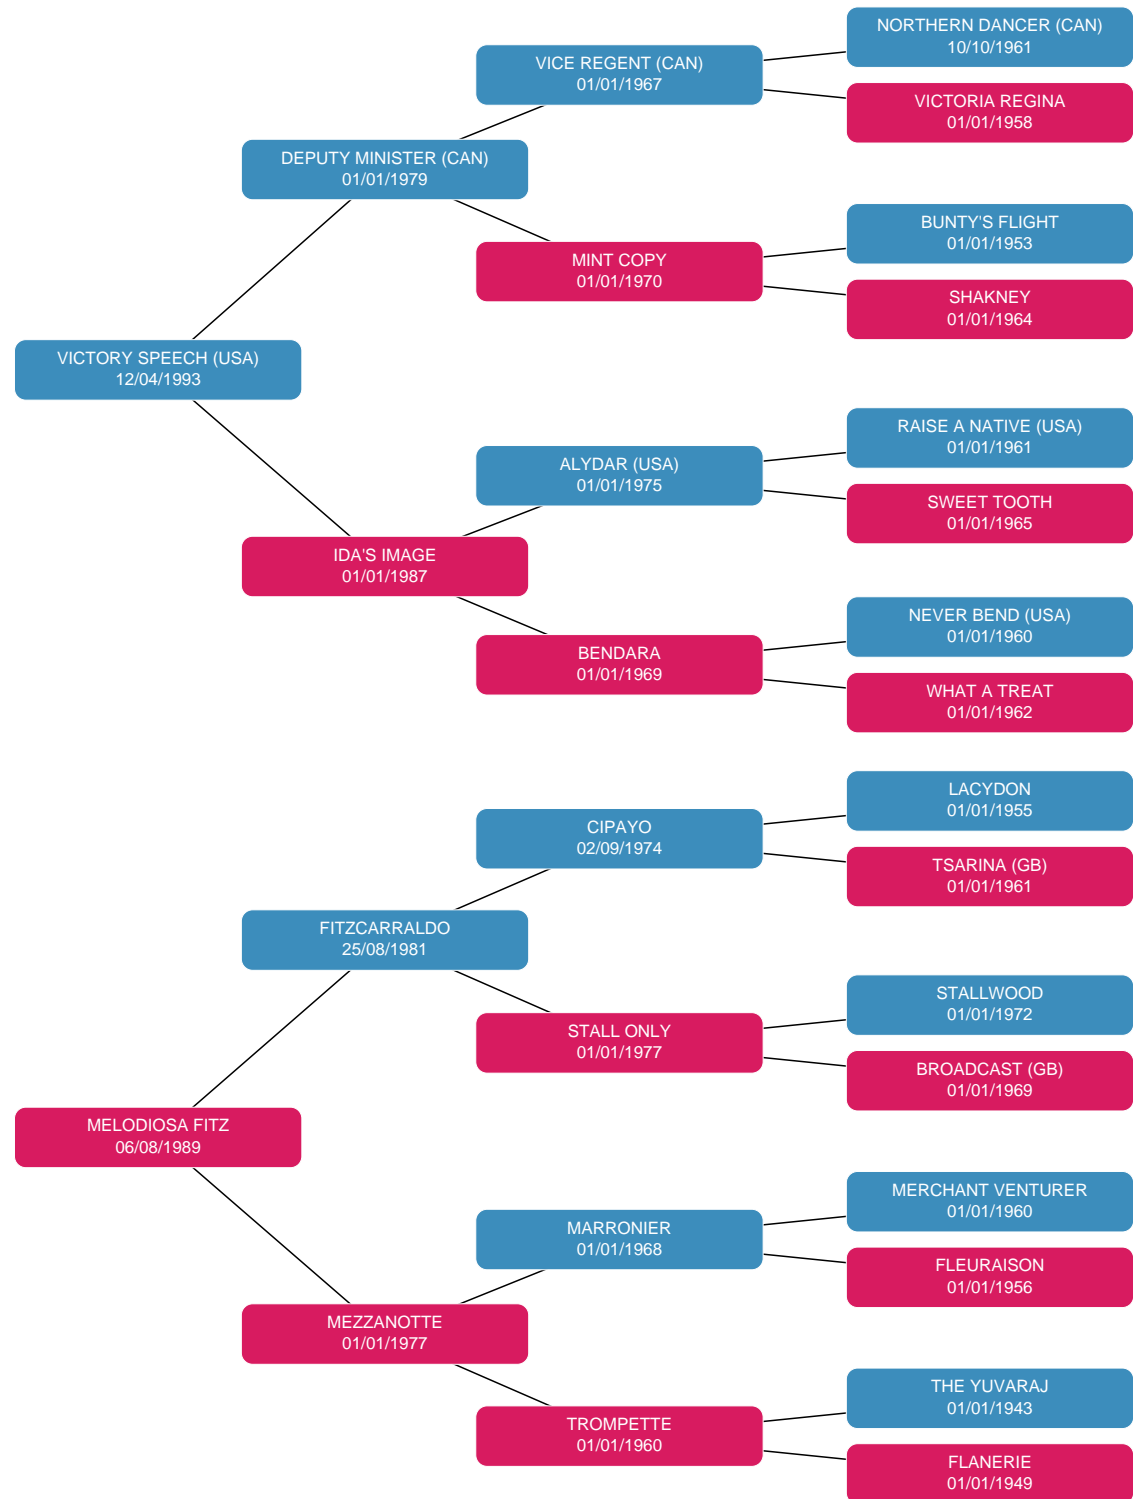 NORTHERN DANCER (CAN)
10/10/1961
VICE REGENT (CAN)
01/01/1967
VICTORIA REGINA
01/01/1958
DEPUTY MINISTER (CAN)
01/01/1979
BUNTY'S FLIGHT
01/01/1953
MINT COPY
01/01/1970
SHAKNEY
01/01/1964
VICTORY SPEECH (USA)
12/04/1993
RAISE A NATIVE (USA)
01/01/1961
ALYDAR (USA)
01/01/1975
SWEET TOOTH
01/01/1965
IDA'S IMAGE
01/01/1987
NEVER BEND (USA)
01/01/1960
BENDARA
01/01/1969
WHAT A TREAT
01/01/1962
LACYDON
01/01/1955
CIPAYO
02/09/1974
TSARINA (GB)
01/01/1961
FITZCARRALDO
25/08/1981
STALLWOOD
01/01/1972
STALL ONLY
01/01/1977
BROADCAST (GB)
01/01/1969
MELODIOSA FITZ
06/08/1989
MERCHANT VENTURER
01/01/1960
MARRONIER
01/01/1968
FLEURAISON
01/01/1956
MEZZANOTTE
01/01/1977
THE YUVARAJ
01/01/1943
TROMPETTE
01/01/1960
FLANERIE
01/01/1949